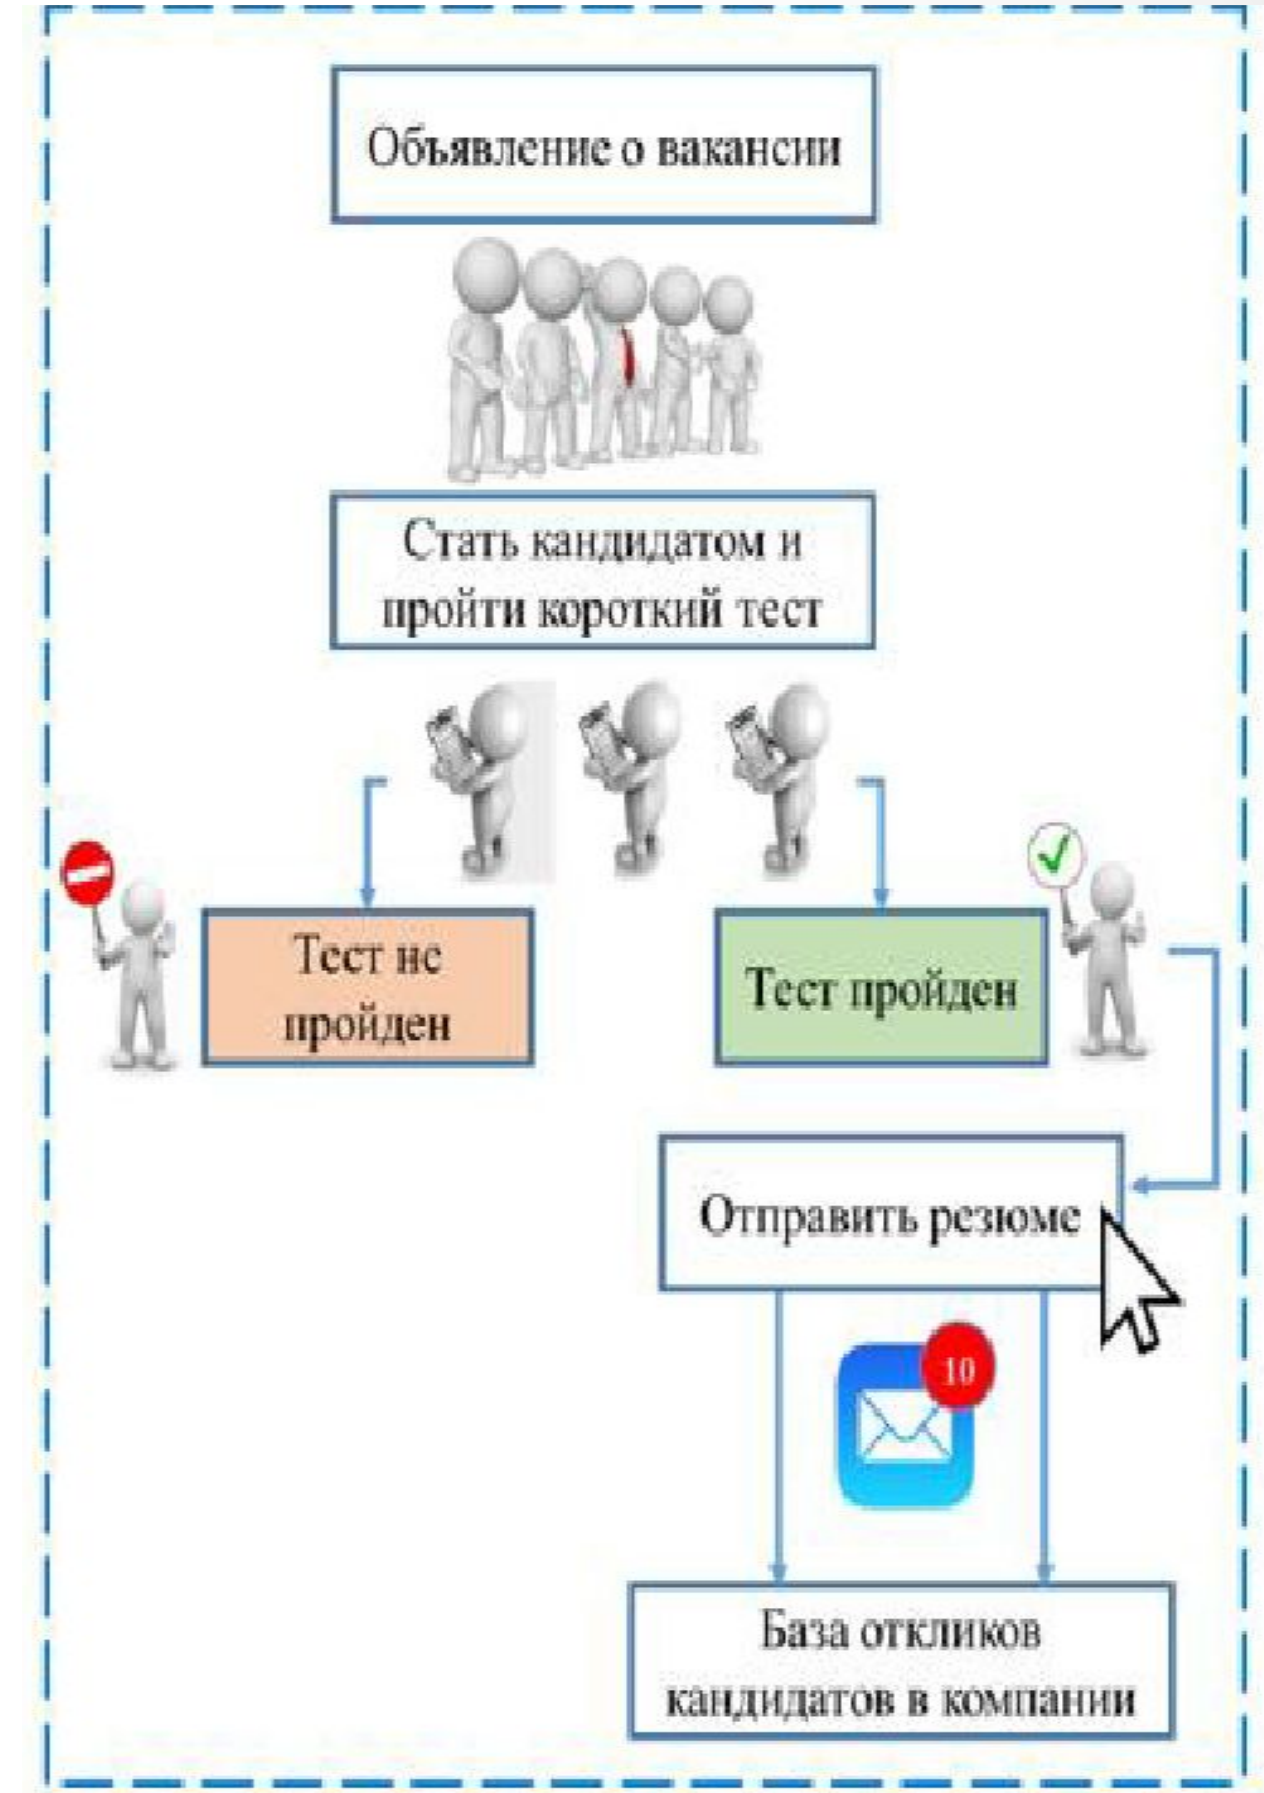 Объявление о вакансии
Стать кандидатом и
пройти короткий тест
Тест не
пройден
Тест пройден
Отправить резюме
10
База откликов
кандидатов в компании